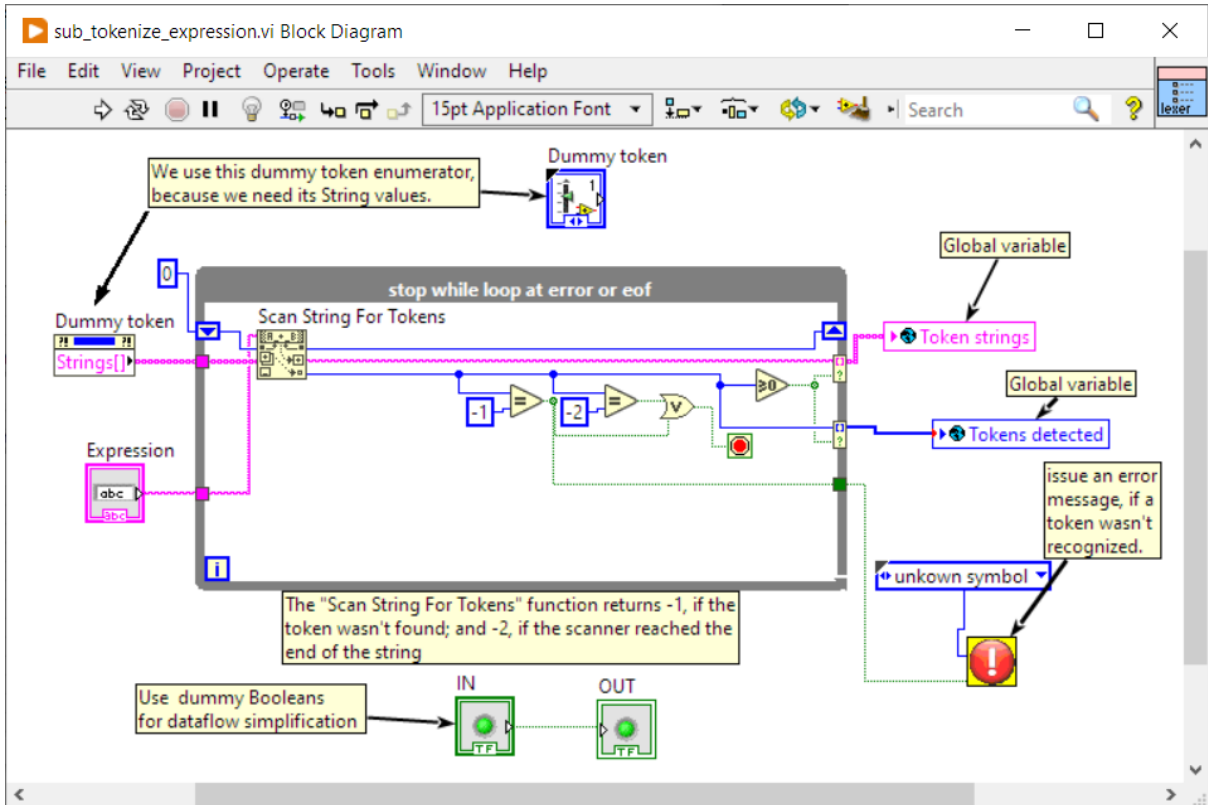 sub_tokenize_expression.vi Block Diagram
File Edit View Project Operate Tools Window Help
15pt Application Font
Search
lexer
Dummy token
We use this dummy token enumerator,
because we need its String values.
1
Global variable
0
stop while loop at error or eof
Scan String For Tokens
Dummy token
Strings[]
Token strings
Global variable
≥0
=
-1
=
-2
V
Tokens detected
Expression
abc
abc
issue an error
message, if a
token wasn't
recognized.
i
unkown symbol
The "Scan String For Tokens" function returns -1, if the
token wasn't found; and -2, if the scanner reached the
end of the string
IN
OUT
Use dummy Booleans
for dataflow simplification
TF
TF